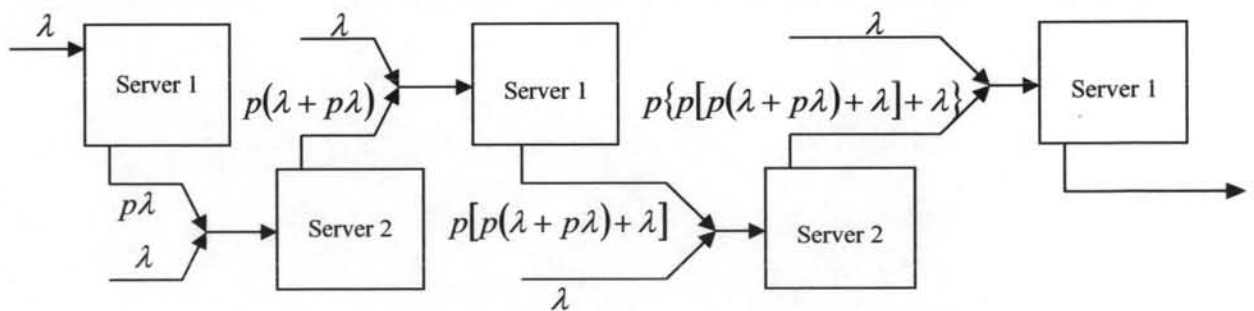 λ
Server 1
pλ
λ
Server 2
p(λ + pλ)
λ
Server 1
p[p(λ + pλ) + λ]
λ
Server 2
p{p[p(λ + pλ) + λ] + λ}
λ
Server 1